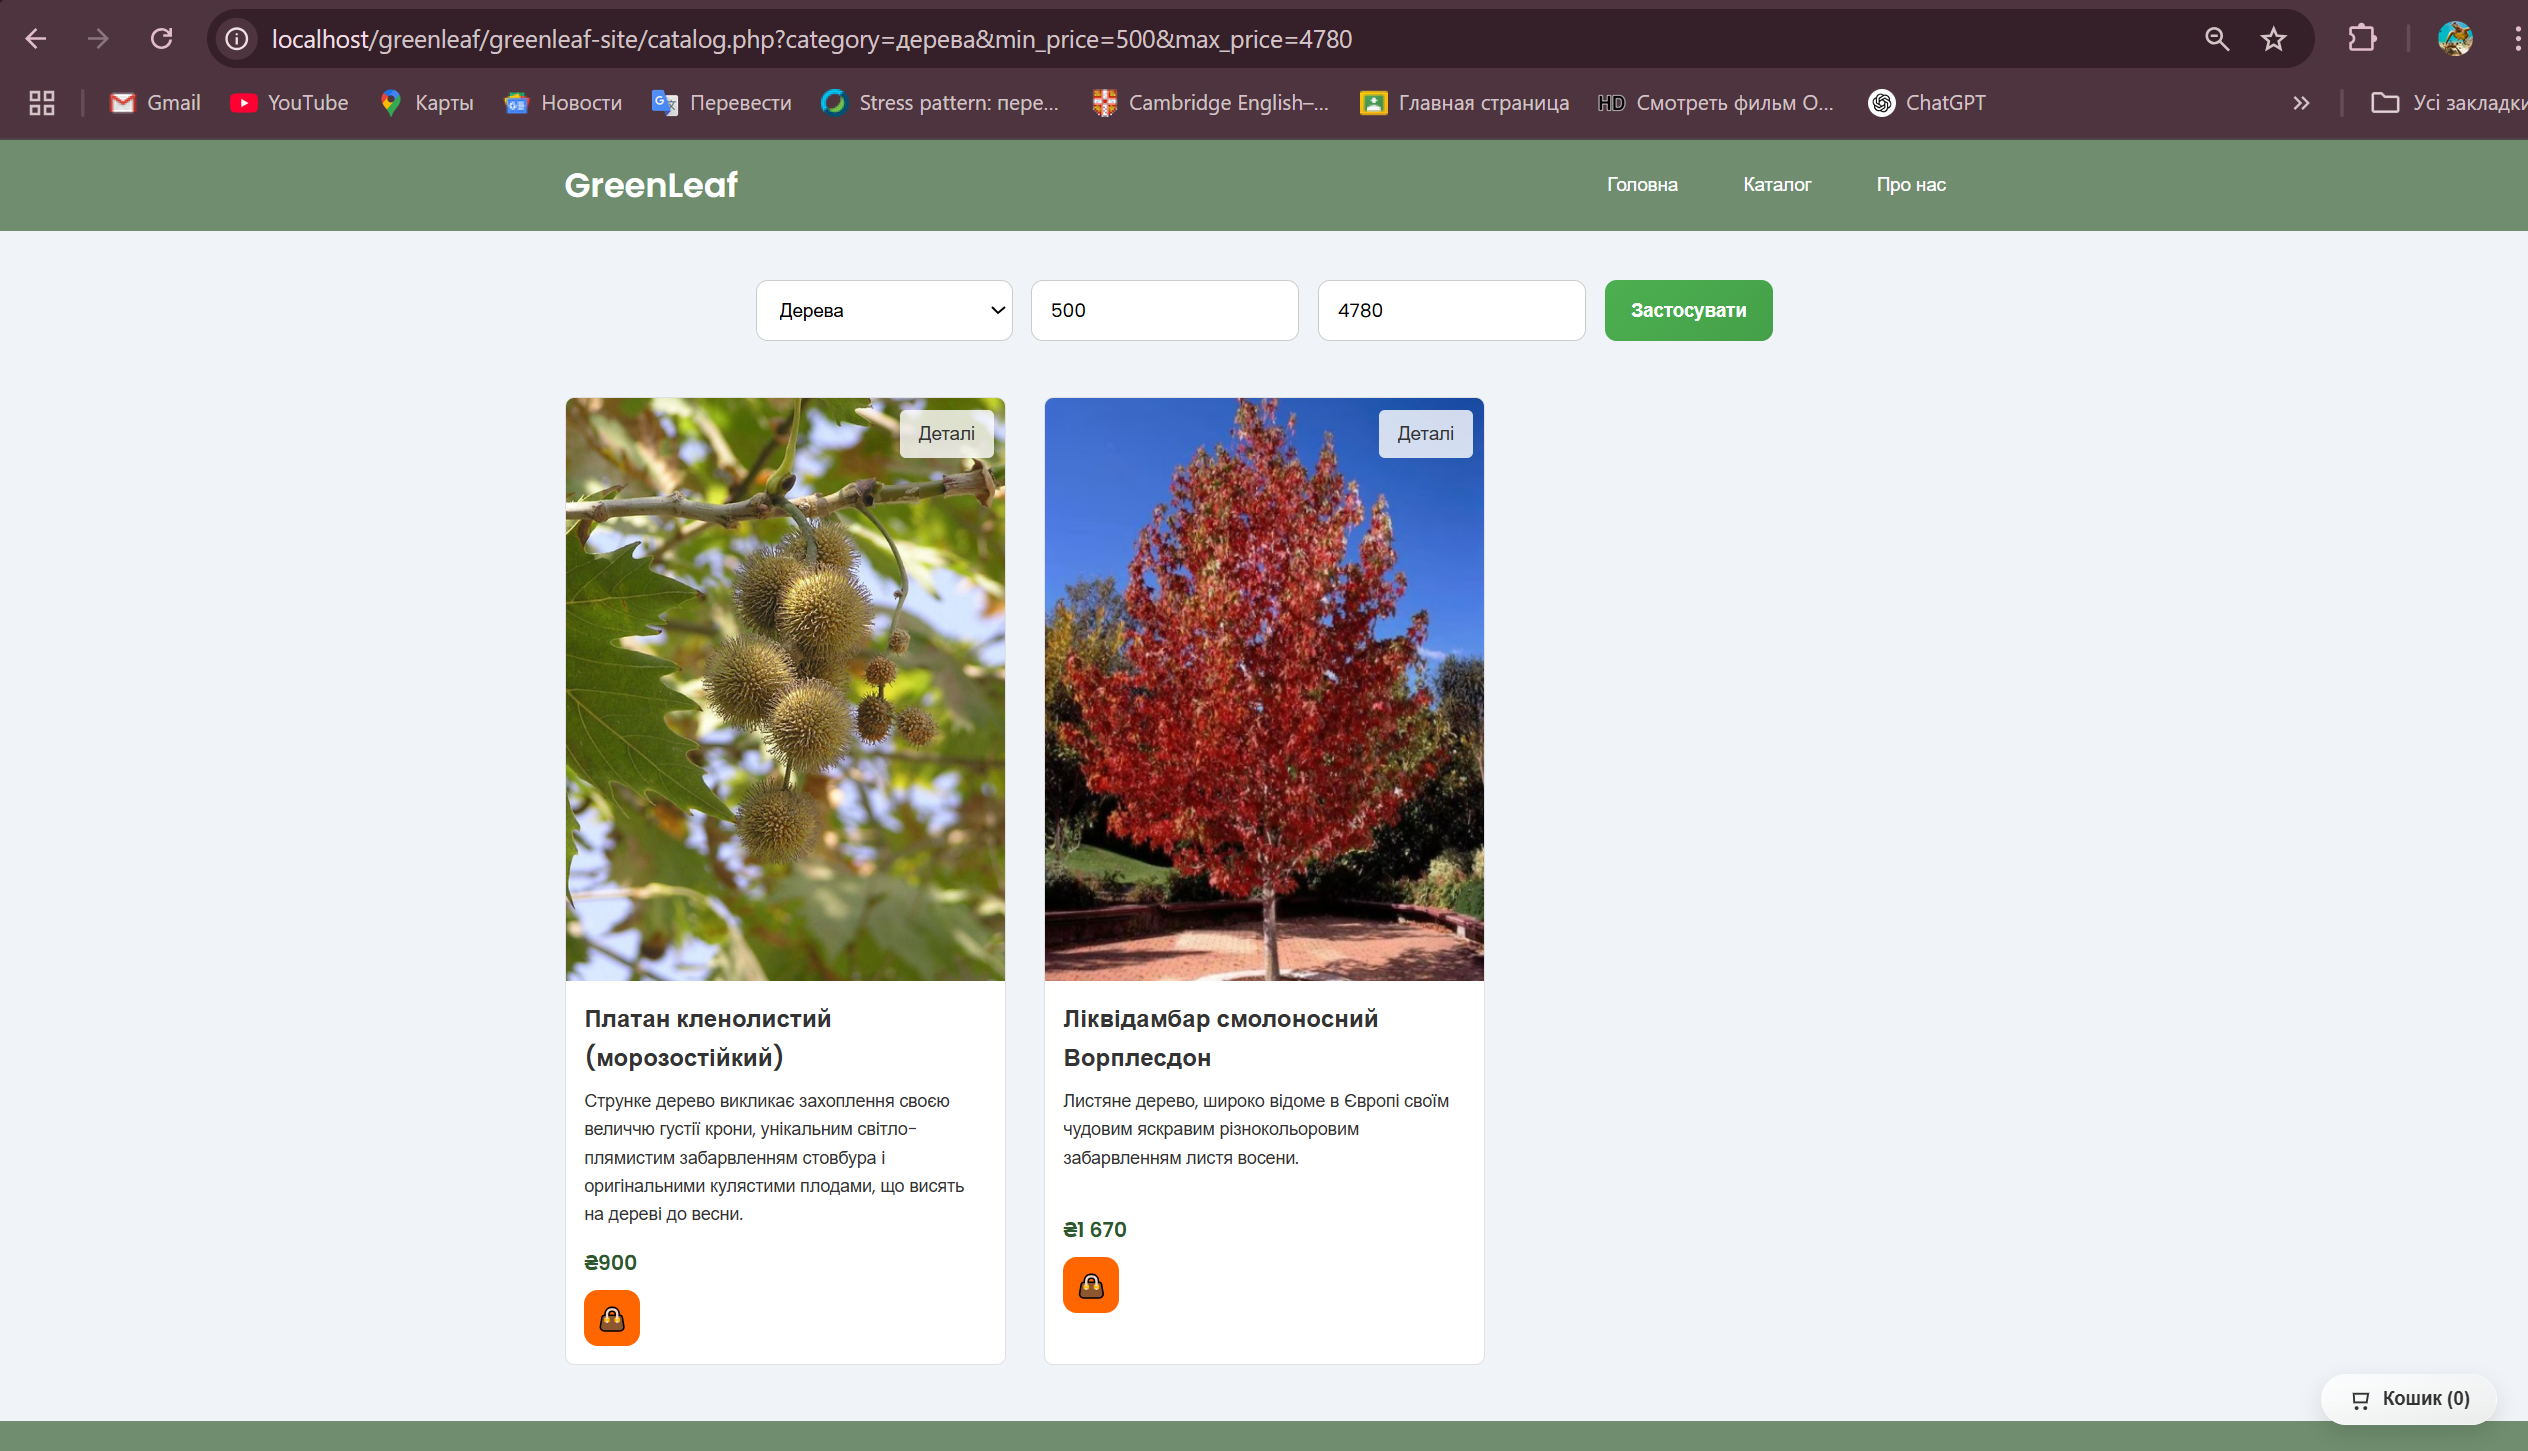 localhost/greenleaf/greenleaf-site/catalog.php?category=дерева&min_price=500&max_price=4780
Gmail YouTube Карты Новости Перевести Stress pattern: пере... Cambridge English–... Главная страница Смотреть фильм О... ChatGPT » Усі закладки
GreenLeaf Головна Каталог Про нас
Дерева 500 4780 Застосувати
Деталі
Деталі
Платан кленолистий
(морозостійкий)
Струнке дерево викликає захоплення своєю
величчю густії крони, унікальним світло-
плямистим забарвленням стовбура і
оригінальними кулястими плодами, що висять
на дереві до весни.
₴900
Ліквідамбар смолоносний
Ворплесдон
Листяне дерево, широко відоме в Європі своїм
чудовим яскравим різнокольоровим
забарвленням листя восени.
₴1 670
Кошик (0)